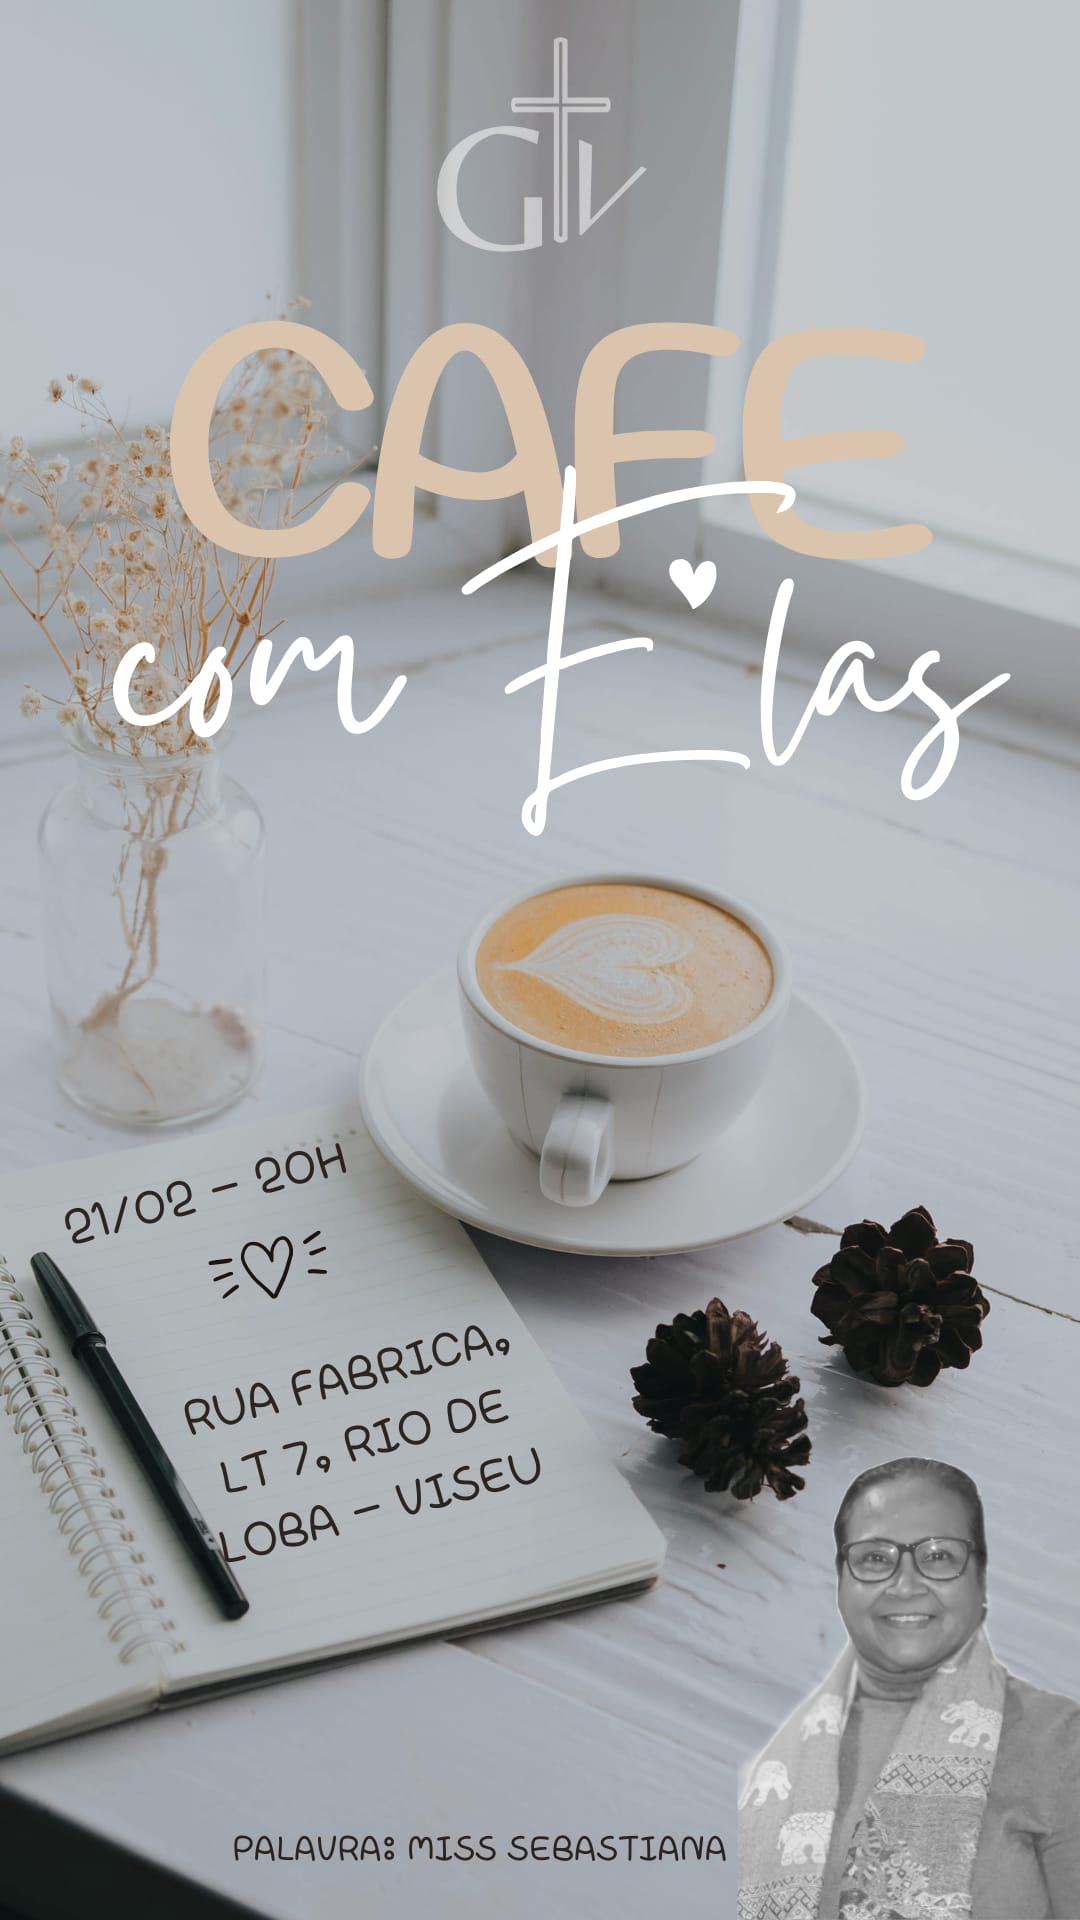 GV
CAFE
com Elas
21/02 - 20H
RUA FABRICA,
LT 7, RIO DE
LOBA - VISEU
PALAVRA: MISS SEBASTIANA